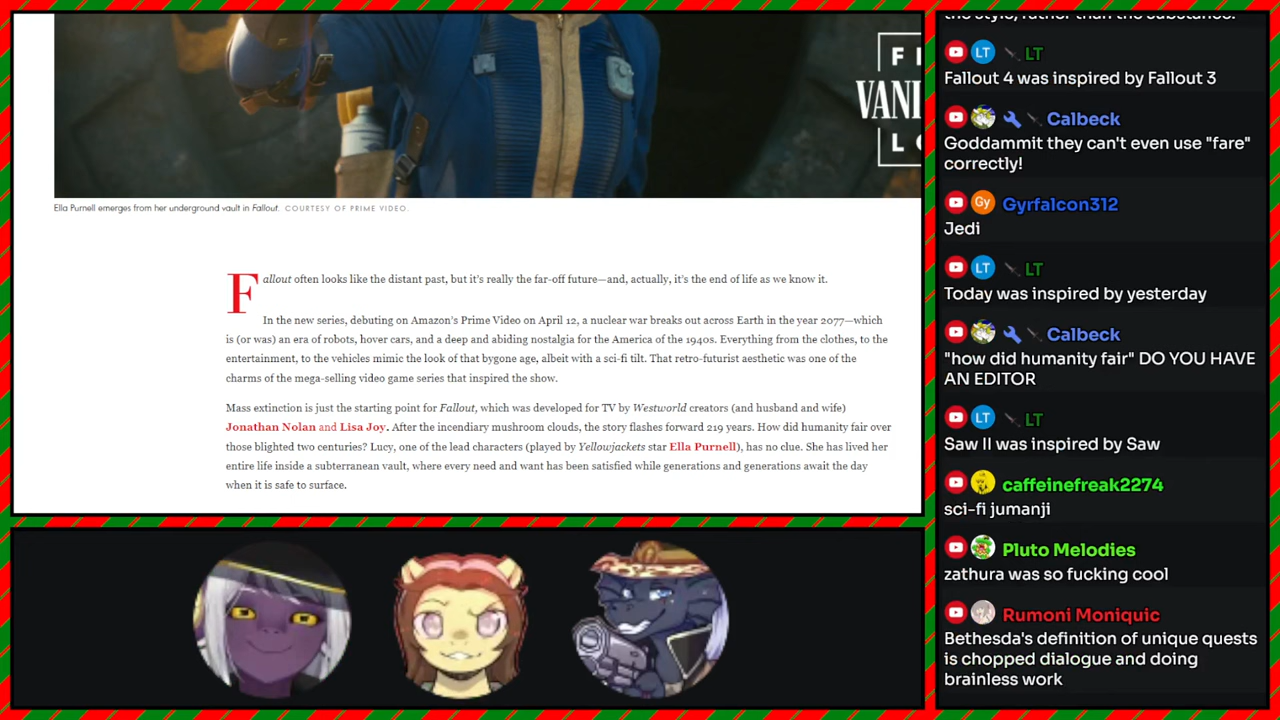 F
VANI
L
Ella Purnell emerges from her underground vault in Fallout. COURTESY OF PRIME VIDEO.
Fallout often looks like the distant past, but it's really the far-off future—and, actually, it's the end of life as we know it.
In the new series, debuting on Amazon's Prime Video on April 12, a nuclear war breaks out across Earth in the year 2077—which
is (or was) an era of robots, hover cars, and a deep and abiding nostalgia for the America of the 1940s. Everything from the clothes, to the
entertainment, to the vehicles mimic the look of that bygone age, albeit with a sci-fi tilt. That retro-futurist aesthetic was one of the
charms of the mega-selling video game series that inspired the show.
Mass extinction is just the starting point for Fallout, which was developed for TV by Westworld creators (and husband and wife)
Jonathan Nolan and Lisa Joy. After the incendiary mushroom clouds, the story flashes forward 219 years. How did humanity fair over
those blighted two centuries? Lucy, one of the lead characters (played by Yellowjackets star Ella Purnell), has no clue. She has lived her
entire life inside a subterranean vault, where every need and want has been satisfied while generations and generations await the day
when it is safe to surface.
the style, rather than the substance.
LT LT
Fallout 4 was inspired by Fallout 3
Calbeck
Goddammit they can't even use "fare"
correctly!
Gy Gyrfalcon312
Jedi
LT LT
Today was inspired by yesterday
Calbeck
"how did humanity fair" DO YOU HAVE
AN EDITOR
LT LT
Saw II was inspired by Saw
caffeinefreak2274
sci-fi jumanji
Pluto Melodies
zathura was so fucking cool
Rumoni Moniquic
Bethesda's definition of unique quests
is chopped dialogue and doing
brainless work